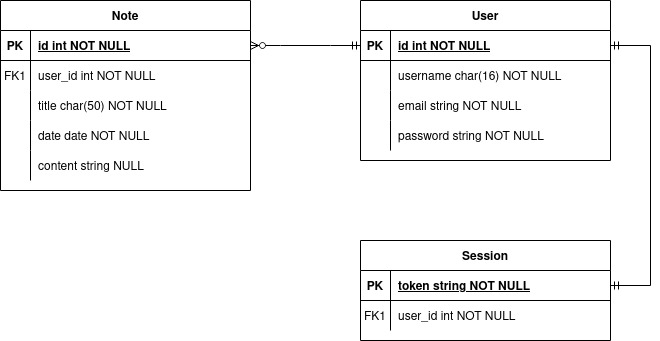 Note
PK id int NOT NULL
FK1 user_id int NOT NULL
title char(50) NOT NULL
date date NOT NULL
content string NULL
User
PK id int NOT NULL
username char(16) NOT NULL
email string NOT NULL
password string NOT NULL
Session
PK token string NOT NULL
FK1 user_id int NOT NULL